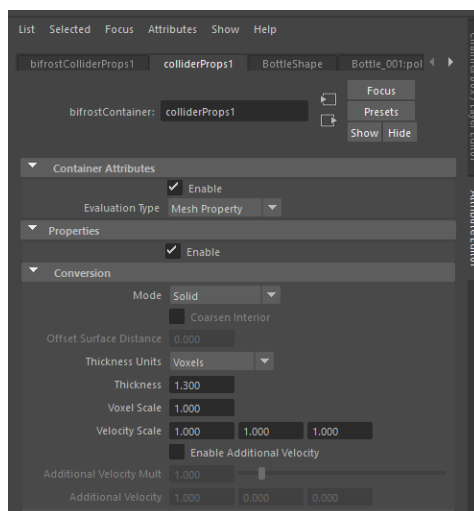 List Selected Focus Attributes Show Help
bifrostColliderProps1 colliderProps1 BottleShape Bottle_001:pol
Focus
bifrostContainer: colliderProps1
Presets
Show Hide
Container Attributes
Enable
Evaluation Type Mesh Property
Properties
Enable
Conversion
Mode Solid
Coarsen Interior
Offset Surface Distance 0.000
Thickness Units Voxels
Thickness 1.300
Voxel Scale 1.000
Velocity Scale 1.000 1.000 1.000
Enable Additional Velocity
Additional Velocity Mult 1.000
Additional Velocity 1.000 0.000 0.000